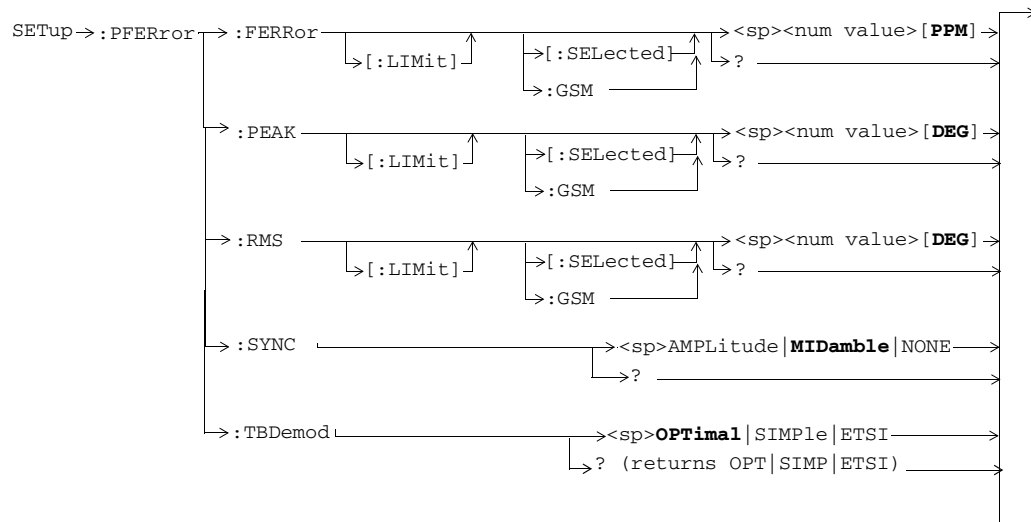 SETup :PFERror :FERRor <sp><num value>[PPM]
[:LIMit] [:SELected] ?
:GSM
:PEAK <sp><num value>[DEG]
[:LIMit] [:SELected] ?
:GSM
:RMS <sp><num value>[DEG]
[:LIMit] [:SELected] ?
:GSM
:SYNC <sp>AMPLitude|MIDamble|NONE
?
:TBDemod <sp>OPTimal|SIMPle|ETSI
? (returns OPT|SIMP|ETSI)